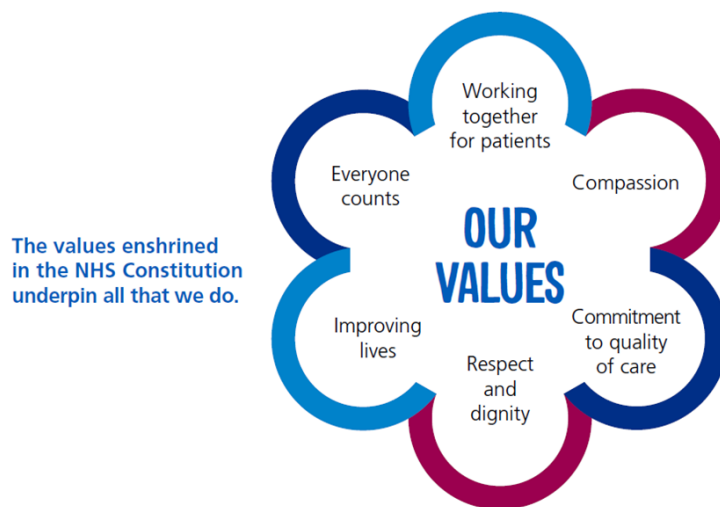 The values enshrined
in the NHS Constitution
underpin all that we do.
OUR
VALUES
Working
together
for patients
Compassion
Commitment
to quality
of care
Respect
and
dignity
Improving
lives
Everyone
counts